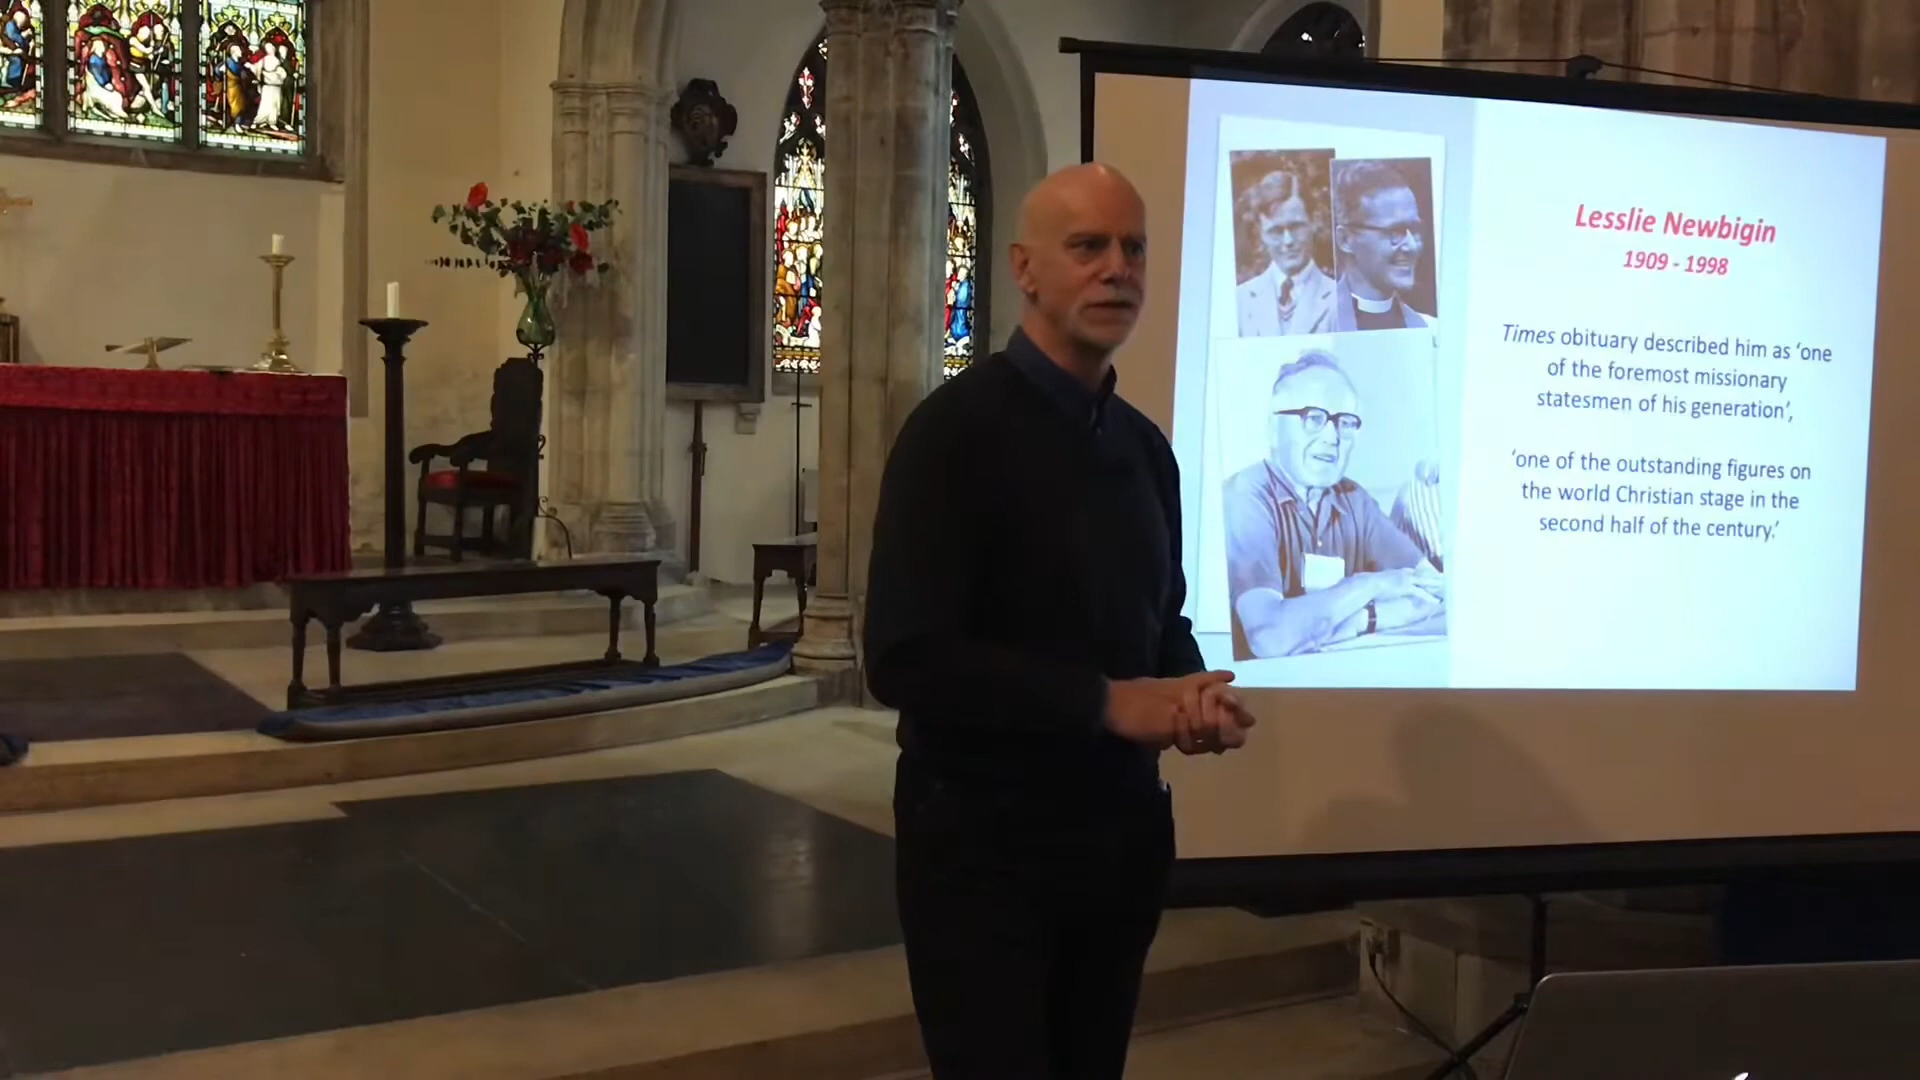 Lesslie Newbigin
1909 - 1998
Times obituary described him as ‘one
of the foremost missionary
statesmen of his generation’,
‘one of the outstanding figures on
the world Christian stage in the
second half of the century.’